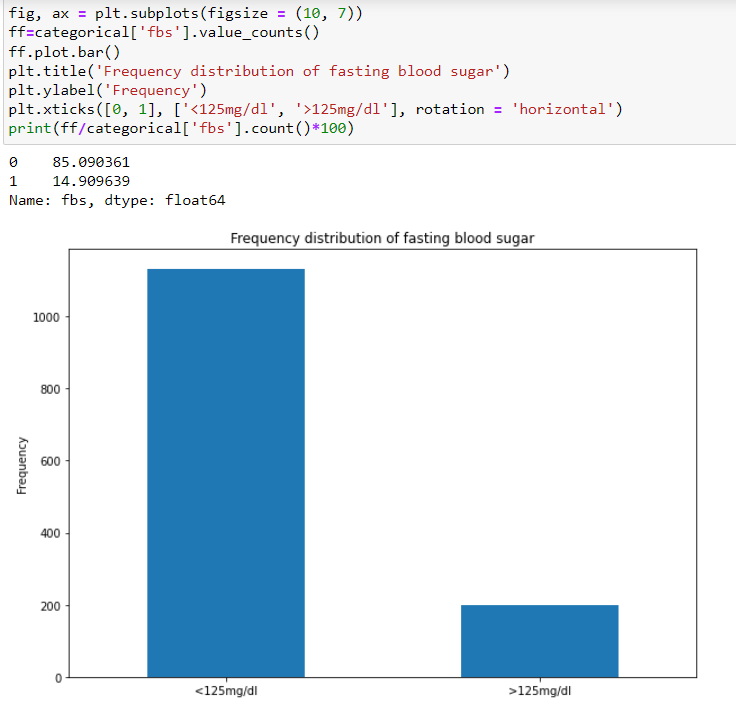 fig, ax = plt.subplots(figsize = (10, 7))
ff=categorical['fbs'].value_counts()
ff.plot.bar()
plt.title('Frequency distribution of fasting blood sugar')
plt.ylabel('Frequency')
plt.xticks([0, 1], ['<125mg/dl', '>125mg/dl'], rotation = 'horizontal')
print(ff/categorical['fbs'].count()*100)
0    85.090361
1    14.909639
Name: fbs, dtype: float64
Frequency distribution of fasting blood sugar
1000
800
600
400
200
0
Frequency
<125mg/dl
>125mg/dl